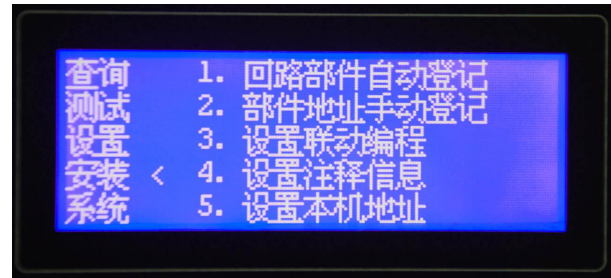 查询 1. 回路部件自动登记
测试 2. 部件地址手动登记
设置 3. 设置联动编程
安装 < 4. 设置注释信息
系统 5. 设置本机地址